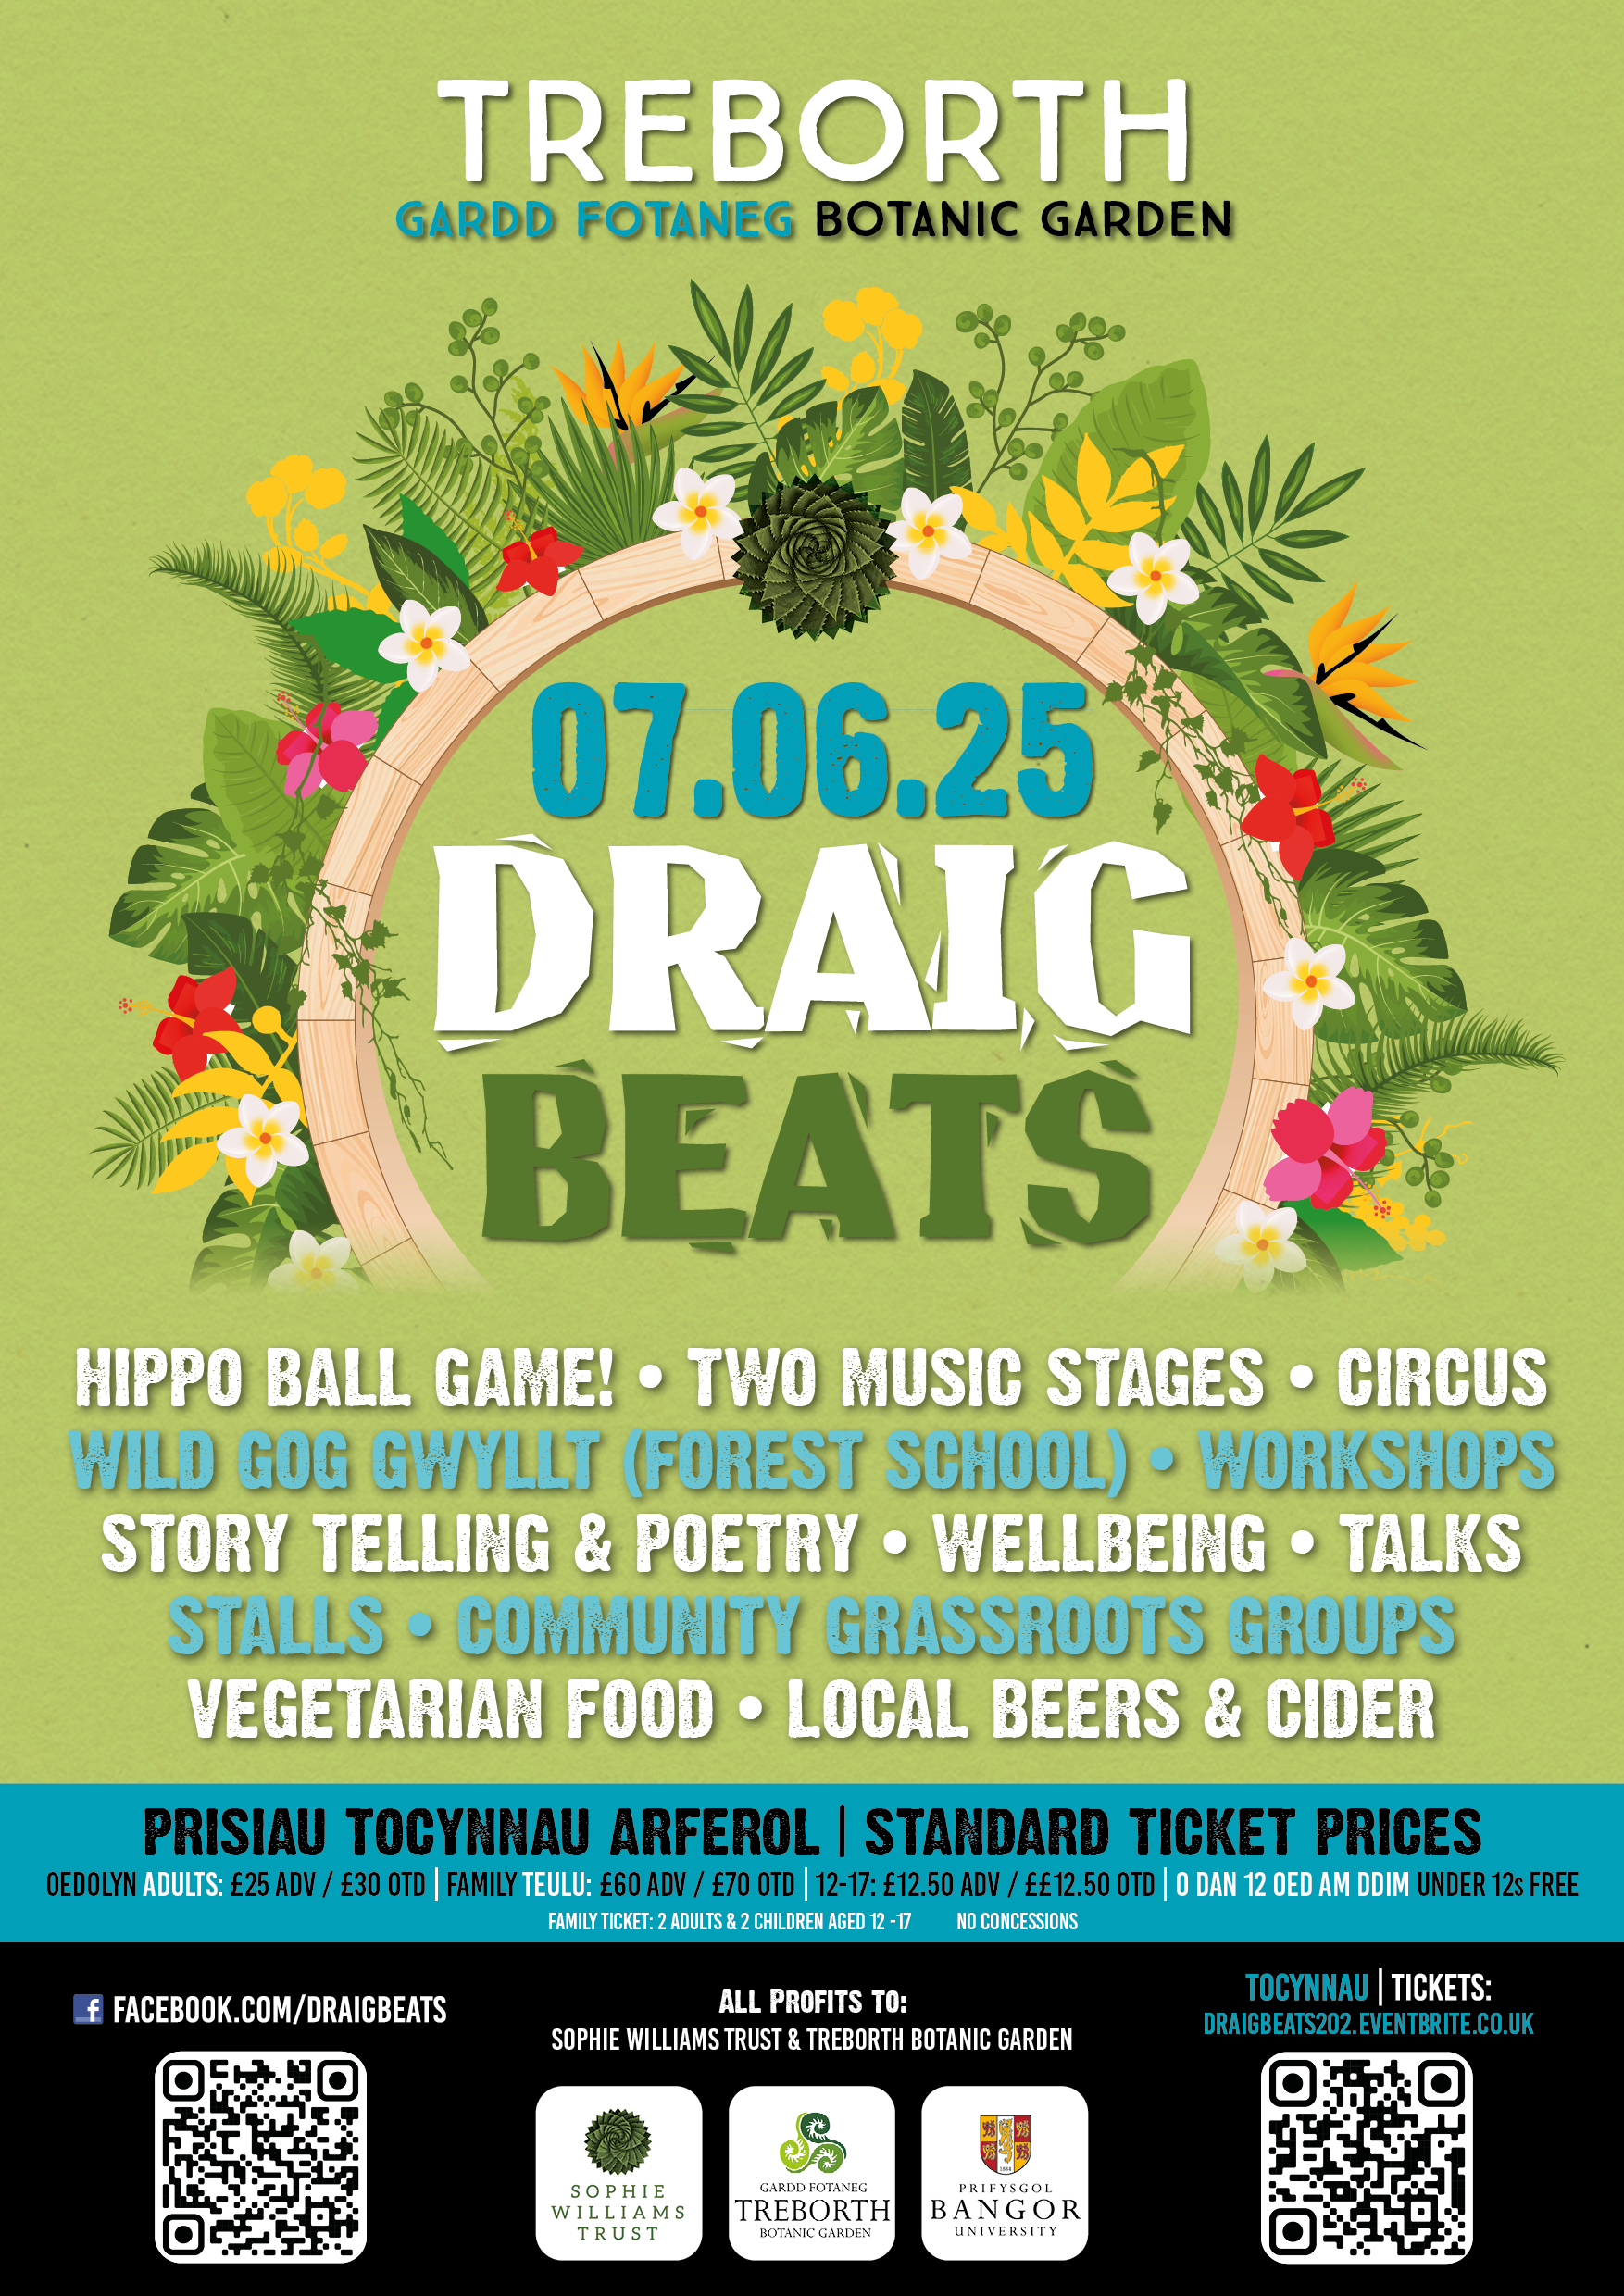 TREBORTH
GARDD FOTANEG BOTANIC GARDEN
07.06.25
DRAIG
BEATS
HIPPO BALL GAME! • TWO MUSIC STAGES • CIRCUS
WILD GOG GWYLLT (FOREST SCHOOL) • WORKSHOPS
STORY TELLING & POETRY • WELLBEING • TALKS
STALLS • COMMUNITY GRASSROOTS GROUPS
VEGETARIAN FOOD • LOCAL BEERS & CIDER
PRISIAU TOCYNNAU ARFEROL | STANDARD TICKET PRICES
OEDOLYN ADULTS: £25 ADV / £30 OTD | FAMILY TEULU: £60 ADV / £70 OTD | 12-17: £12.50 ADV / ££12.50 OTD | O DAN 12 OED AM DDIM UNDER 12s FREE
FAMILY TICKET: 2 ADULTS & 2 CHILDREN AGED 12 -17 NO CONCESSIONS
f FACEBOOK.COM/DRAIGBEATS
ALL PROFITS TO:
SOPHIE WILLIAMS TRUST & TREBORTH BOTANIC GARDEN
SOPHIE
WILLIAMS
TRUST
GARDD FOTANEG
TREBORTH
BOTANIC GARDEN
1884
PRIFYSGOL
BANGOR
UNIVERSITY
TOCYNNAU | TICKETS:
DRAIGBEATS202.EVENTBRITE.CO.UK